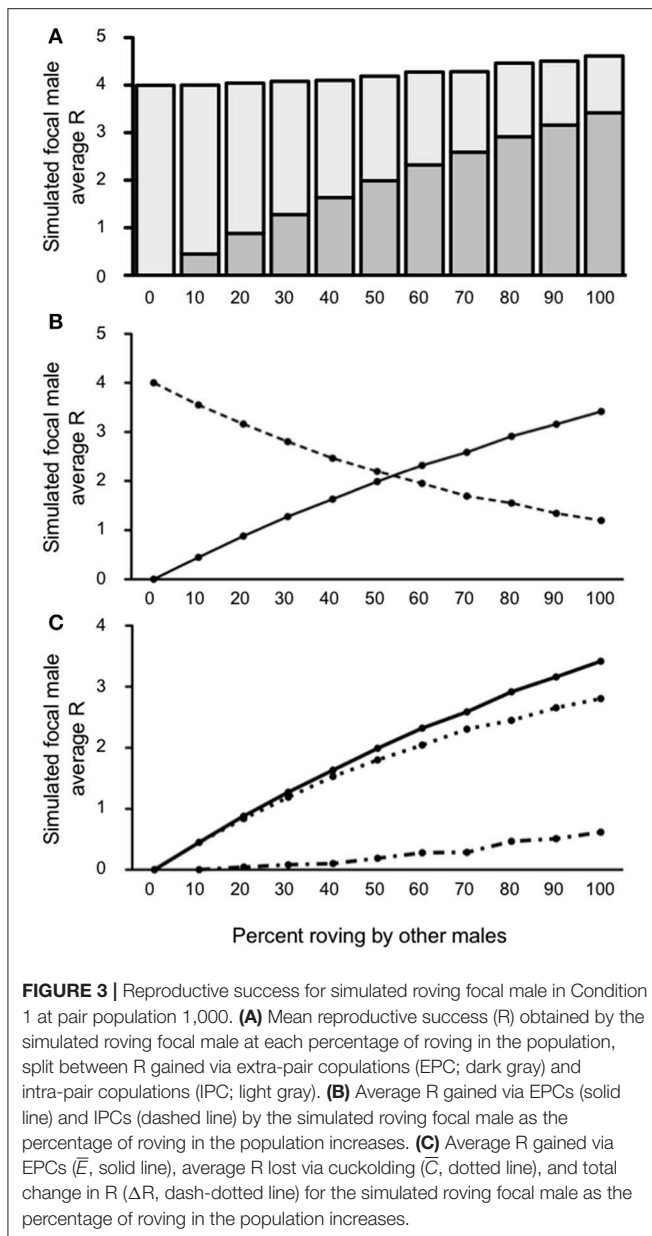 A
Simulated focal male
average R
5
4
3
2
1
0
0 10 20 30 40 50 60 70 80 90 100
B
Simulated focal male
average R
5
4
3
2
1
0
0 10 20 30 40 50 60 70 80 90 100
C
Simulated focal male
average R
4
3
2
1
0
0 10 20 30 40 50 60 70 80 90 100
Percent roving by other males
FIGURE 3 | Reproductive success for simulated roving focal male in Condition
1 at pair population 1,000. (A) Mean reproductive success (R) obtained by the
simulated roving focal male at each percentage of roving in the population,
split between R gained via extra-pair copulations (EPC; dark gray) and
intra-pair copulations (IPC; light gray). (B) Average R gained via EPCs (solid
line) and IPCs (dashed line) by the simulated roving focal male as the
percentage of roving in the population increases. (C) Average R gained via
EPCs (E̅, solid line), average R lost via cuckolding (C̅, dotted line), and total
change in R (ΔR, dash-dotted line) for the simulated roving focal male as the
percentage of roving in the population increases.